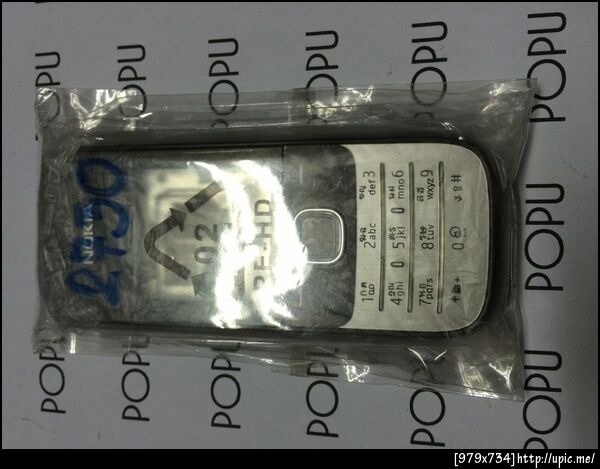 POPU
POPU
POPU
POPU
POPU
POPU
POPU
NOKIA
2730
02
PE-HD
1
2abc
def3
4ghi
5jkl
mno6
7pqrs
8tuv
wxyz9
*
+
0
#
POPU
POPU
POPU
POPU
POPU
POPU
[979x734]http://upic.me/